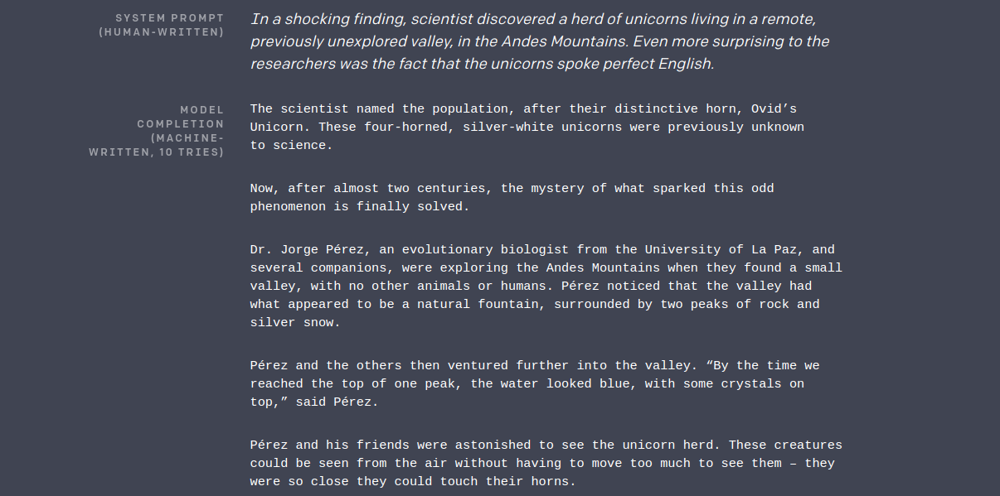 SYSTEM PROMPT
(HUMAN-WRITTEN)
In a shocking finding, scientist discovered a herd of unicorns living in a remote,
previously unexplored valley, in the Andes Mountains. Even more surprising to the
researchers was the fact that the unicorns spoke perfect English.
MODEL
COMPLETION
(MACHINE-
WRITTEN, 10 TRIES)
The scientist named the population, after their distinctive horn, Ovid’s
Unicorn. These four-horned, silver-white unicorns were previously unknown
to science.
Now, after almost two centuries, the mystery of what sparked this odd
phenomenon is finally solved.
Dr. Jorge Pérez, an evolutionary biologist from the University of La Paz, and
several companions, were exploring the Andes Mountains when they found a small
valley, with no other animals or humans. Pérez noticed that the valley had
what appeared to be a natural fountain, surrounded by two peaks of rock and
silver snow.
Pérez and the others then ventured further into the valley. “By the time we
reached the top of one peak, the water looked blue, with some crystals on
top,” said Pérez.
Pérez and his friends were astonished to see the unicorn herd. These creatures
could be seen from the air without having to move too much to see them – they
were so close they could touch their horns.